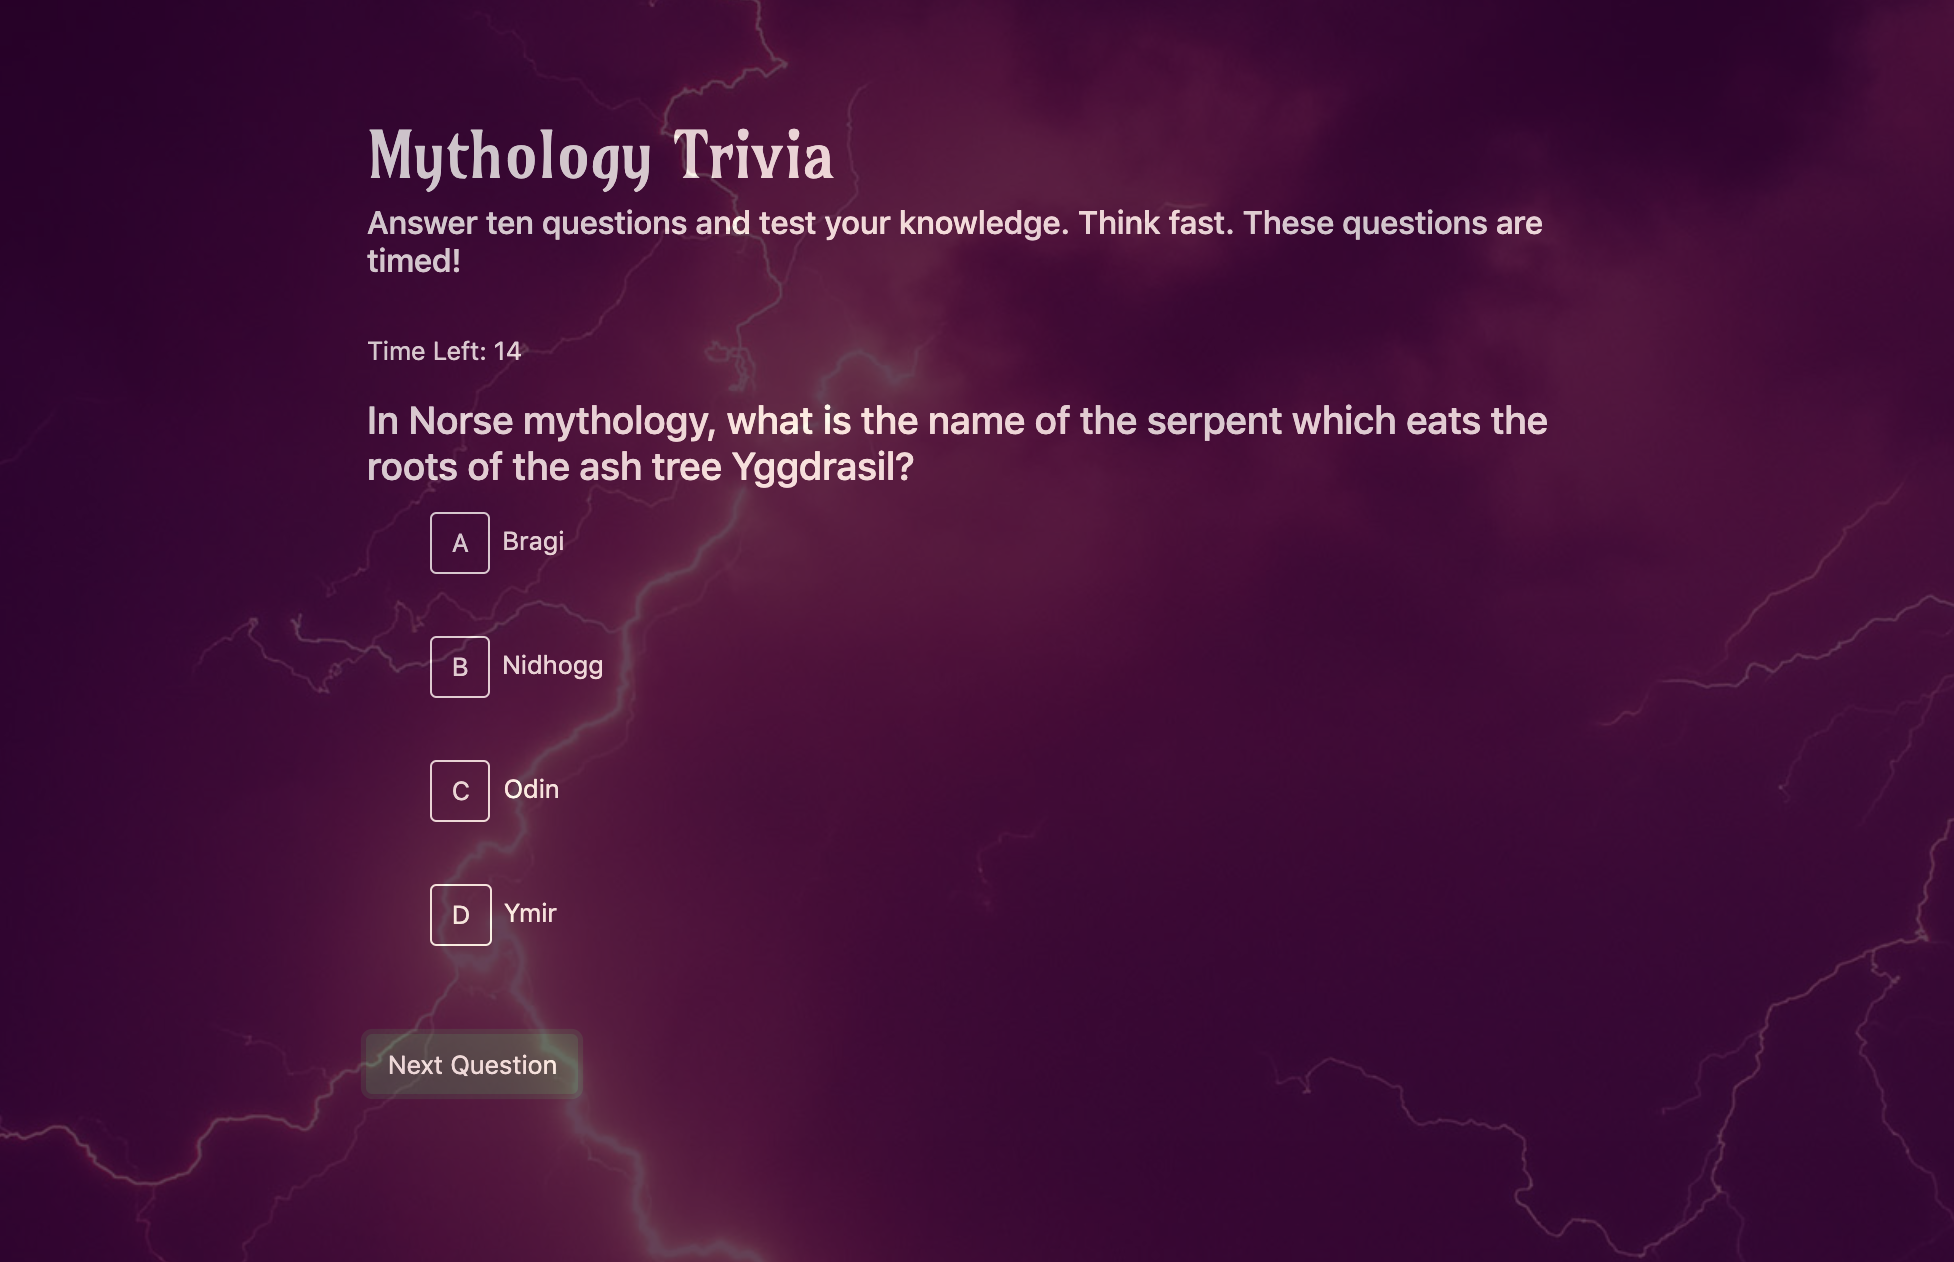 Mythology Trivia
Answer ten questions and test your knowledge. Think fast. These questions are
timed!
Time Left: 14
In Norse mythology, what is the name of the serpent which eats the
roots of the ash tree Yggdrasil?
A Bragi
B Nidhogg
C Odin
D Ymir
Next Question